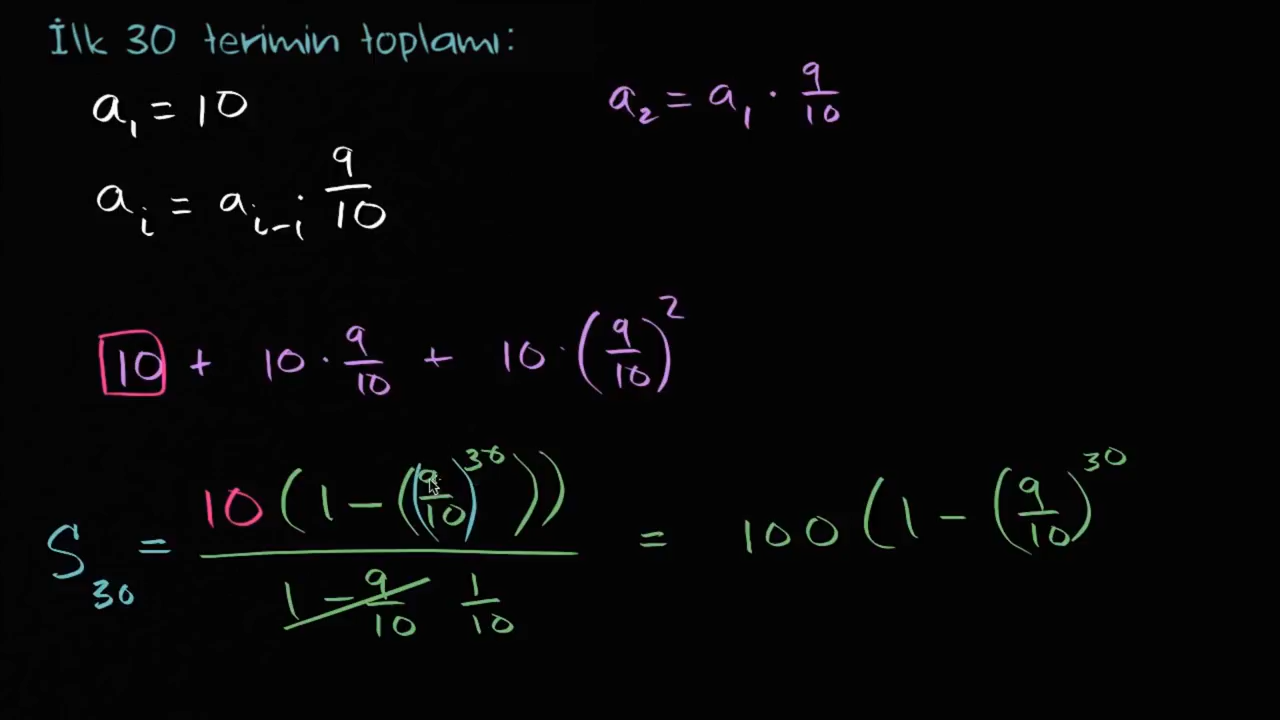 İlk 30 terimin toplamı:
a₁ = 10
a₂ = a₁ · 9/10
aᵢ = aᵢ₋₁ · 9/10
10 + 10 · 9/10 + 10 · (9/10)²
S₃₀ = 10(1 − ((9/10)³⁰)) / 1 − 9/10 1/10 = 100(1 − (9/10)³⁰